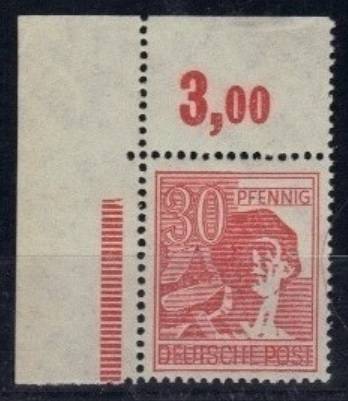 3,00
30 PFENNIG
DEUTSCHE POST